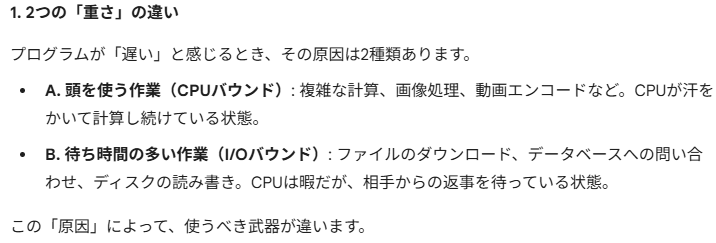 1. 2つの「重さ」の違い
プログラムが「遅い」と感じるとき、その原因は2種類あります。
• A. 頭を使う作業（CPUバウンド）: 複雑な計算、画像処理、動画エンコードなど。CPUが汗を
かいて計算し続けている状態。
• B. 待ち時間の多い作業（I/Oバウンド）: ファイルのダウンロード、データベースへの問い合
わせ、ディスクの読み書き。CPUは暇だが、相手からの返事を待っている状態。
この「原因」によって、使うべき武器が違います。